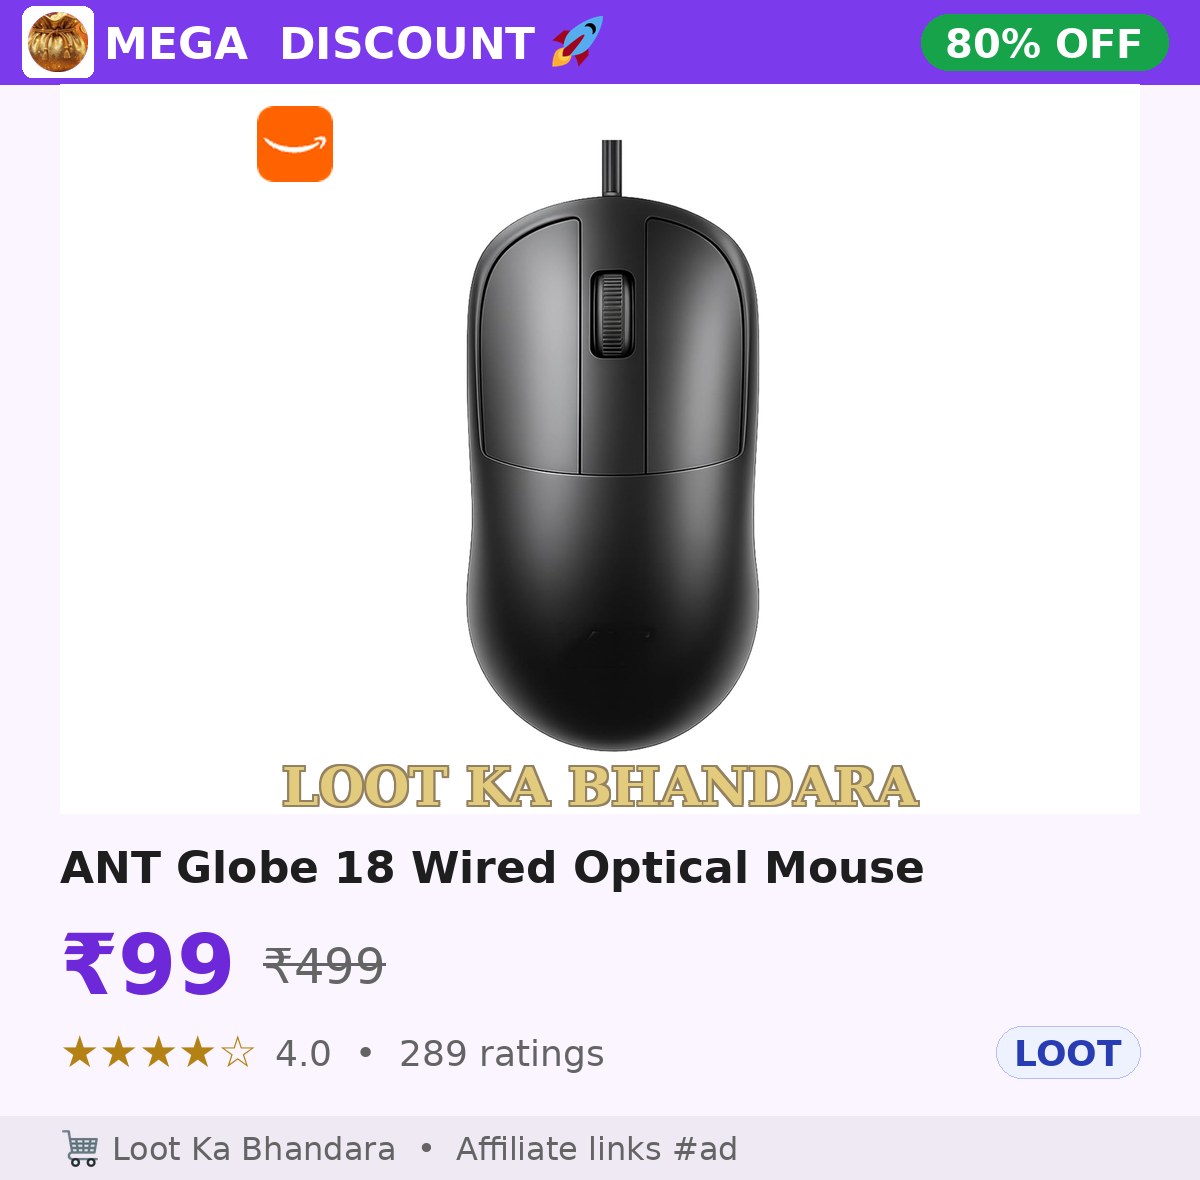 MEGA DISCOUNT 🚀
80% OFF
LOOT KA BHANDARA
ANT Globe 18 Wired Optical Mouse
₹99 ₹499
★★★★☆ 4.0 • 289 ratings
LOOT
🛒 Loot Ka Bhandara • Affiliate links #ad